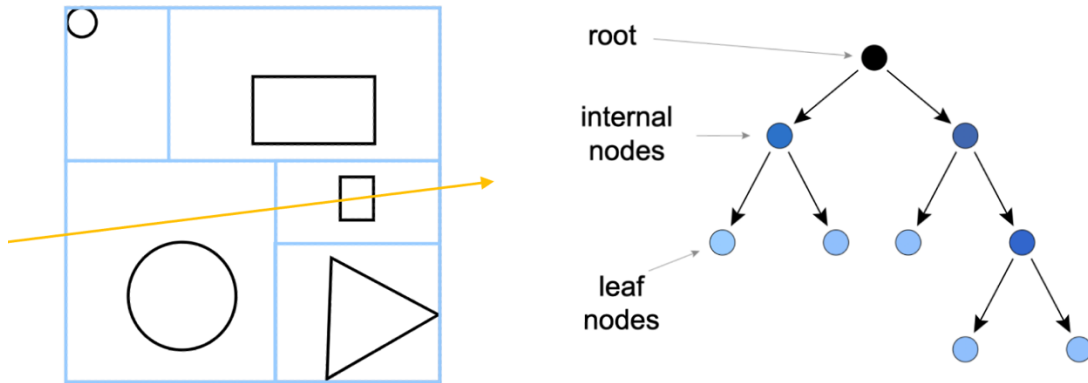 root
internal
nodes
leaf
nodes